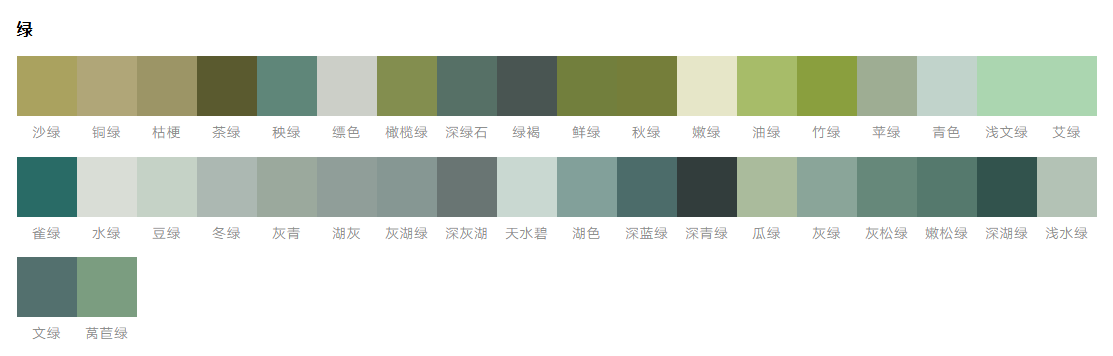 绿
沙绿 铜绿 枯梗 茶绿 秧绿 缥色 橄榄绿 深绿石 绿褐 鲜绿 秋绿 嫩绿 油绿 竹绿 苹绿 青色 浅文绿 艾绿
雀绿 水绿 豆绿 冬绿 灰青 湖灰 灰湖绿 深灰湖 天水碧 湖色 深蓝绿 深青绿 瓜绿 灰绿 灰松绿 嫩松绿 深湖绿 浅水绿
文绿 莴苣绿